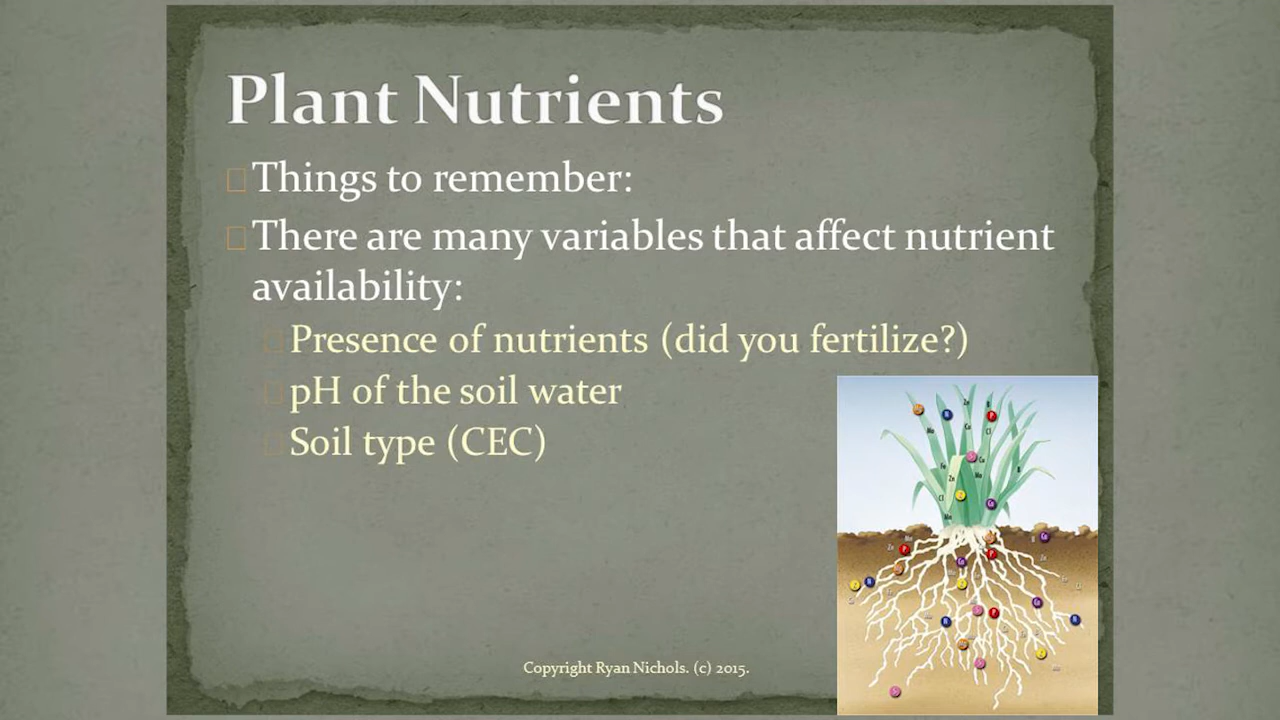 Plant Nutrients
Things to remember:
There are many variables that affect nutrient
availability:
Presence of nutrients (did you fertilize?)
pH of the soil water
Soil type (CEC)
Copyright Ryan Nichols. (c) 2015.